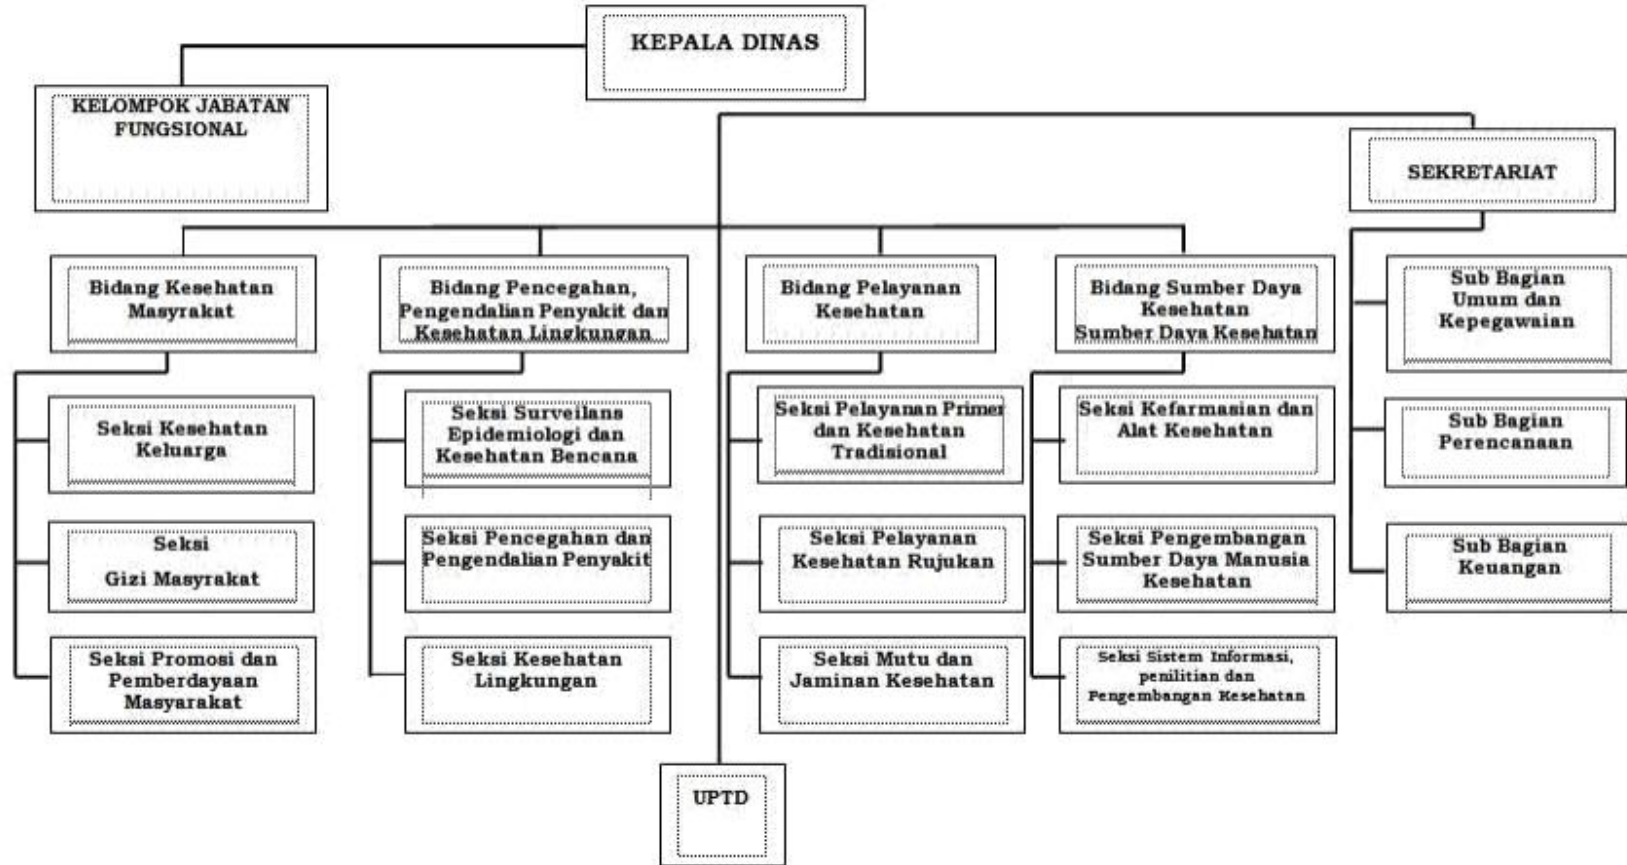 KEPALA DINAS
KELOMPOK JABATAN
FUNGSIONAL
SEKRETARIAT
Bidang Kesehatan
Masyrakat
Bidang Pencegahan,
Pengendalian Penyakit dan
Kesehatan Lingkungan
Bidang Pelayanan
Kesehatan
Bidang Sumber Daya
Kesehatan
Sumber Daya Kesehatan
Sub Bagian
Umum dan
Kepegawaian
Seksi Kesehatan
Keluarga
Seksi Surveilans
Epidemiologi dan
Kesehatan Bencana
Seksi Pelayanan Primer
dan Kesehatan
Tradisional
Seksi Kefarmasian dan
Alat Kesehatan
Sub Bagian
Perencanaan
Seksi
Gizi Masyrakat
Seksi Pencegahan dan
Pengendalian Penyakit
Seksi Pelayanan
Kesehatan Rujukan
Seksi Pengembangan
Sumber Daya Manusia
Kesehatan
Sub Bagian
Keuangan
Seksi Promosi dan
Pemberdayaan
Masyarakat
Seksi Kesehatan
Lingkungan
Seksi Mutu dan
Jaminan Kesehatan
Seksi Sistem Informasi,
penilitian dan
Pengembangan Kesehatan
UPTD